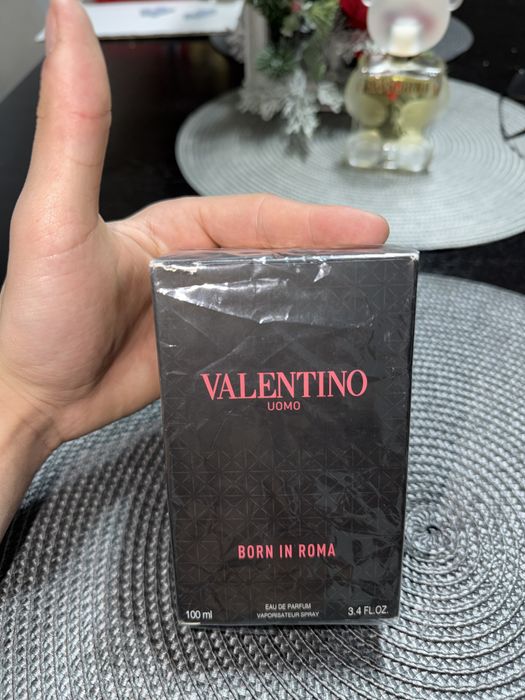 VALENTINO
UOMO
BORN IN ROMA
EAU DE PARFUM
VAPORISATEUR SPRAY
100 ml
3.4 FL.OZ.